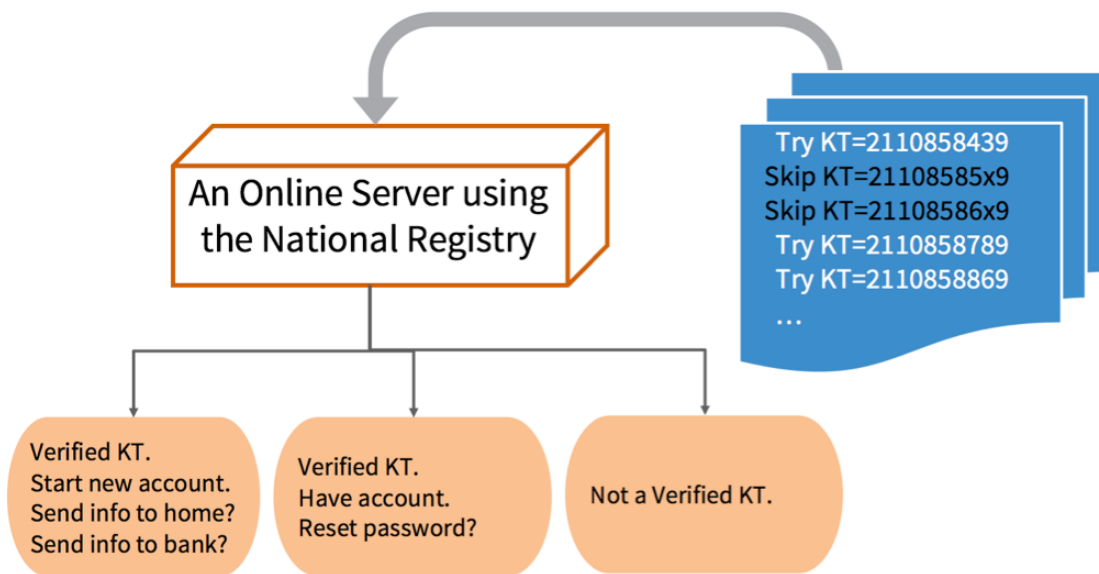 Try KT=2110858439
Skip KT=21108585x9
Skip KT=21108586x9
Try KT=2110858789
Try KT=2110858869
...
An Online Server using
the National Registry
Verified KT.
Start new account.
Send info to home?
Send info to bank?
Verified KT.
Have account.
Reset password?
Not a Verified KT.